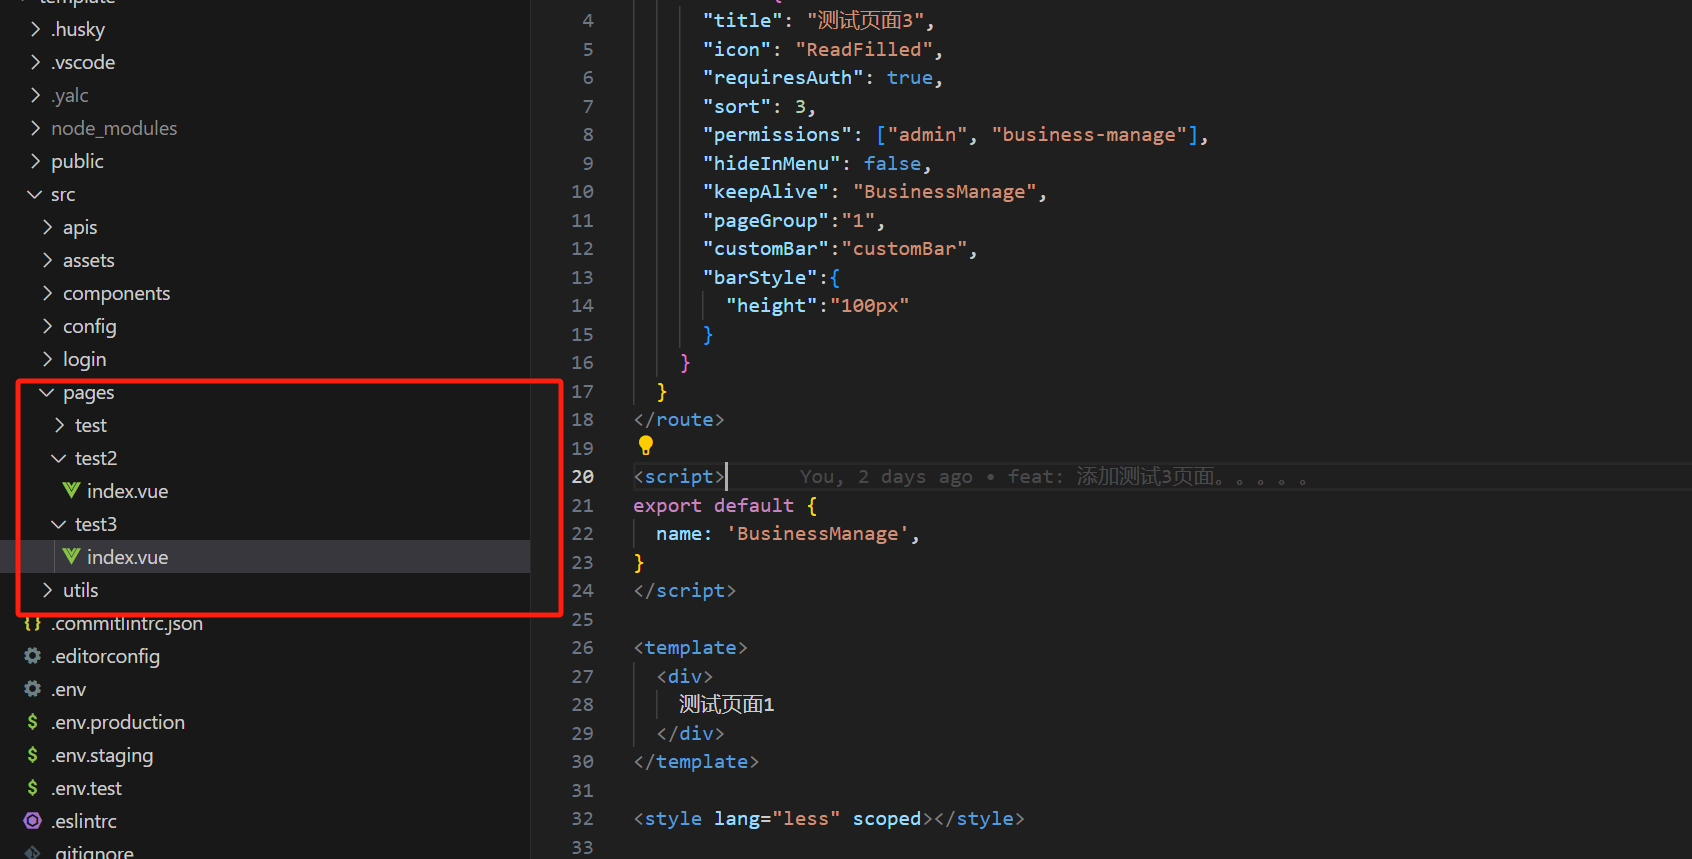 template
.husky
.vscode
.yalc
node_modules
public
src
apis
assets
components
config
login
pages
test
test2
index.vue
test3
index.vue
utils
.commitlintrc.json
.editorconfig
.env
.env.production
.env.staging
.env.test
.eslintrc
.gitignore
4 "title": "测试页面3",
5 "icon": "ReadFilled",
6 "requiresAuth": true,
7 "sort": 3,
8 "permissions": ["admin", "business-manage"],
9 "hideInMenu": false,
10 "keepAlive": "BusinessManage",
11 "pageGroup":"1",
12 "customBar":"customBar",
13 "barStyle":{
14 "height":"100px"
15 }
16 }
17 }
18 </route>
19
20 <script> You, 2 days ago • feat: 添加测试3页面。。。。。
21 export default {
22 name: 'BusinessManage',
23 }
24 </script>
25
26 <template>
27 <div>
28 测试页面1
29 </div>
30 </template>
31
32 <style lang="less" scoped></style>
33